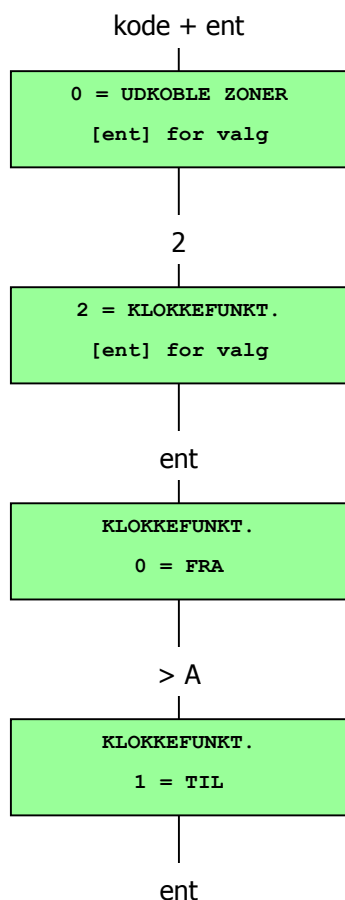 kode + ent
0 = UDKOBLE ZONER
[ent] for valg
2
2 = KLOKKEFUNKT.
[ent] for valg
ent
KLOKKEFUNKT.
0 = FRA
> A
KLOKKEFUNKT.
1 = TIL
ent